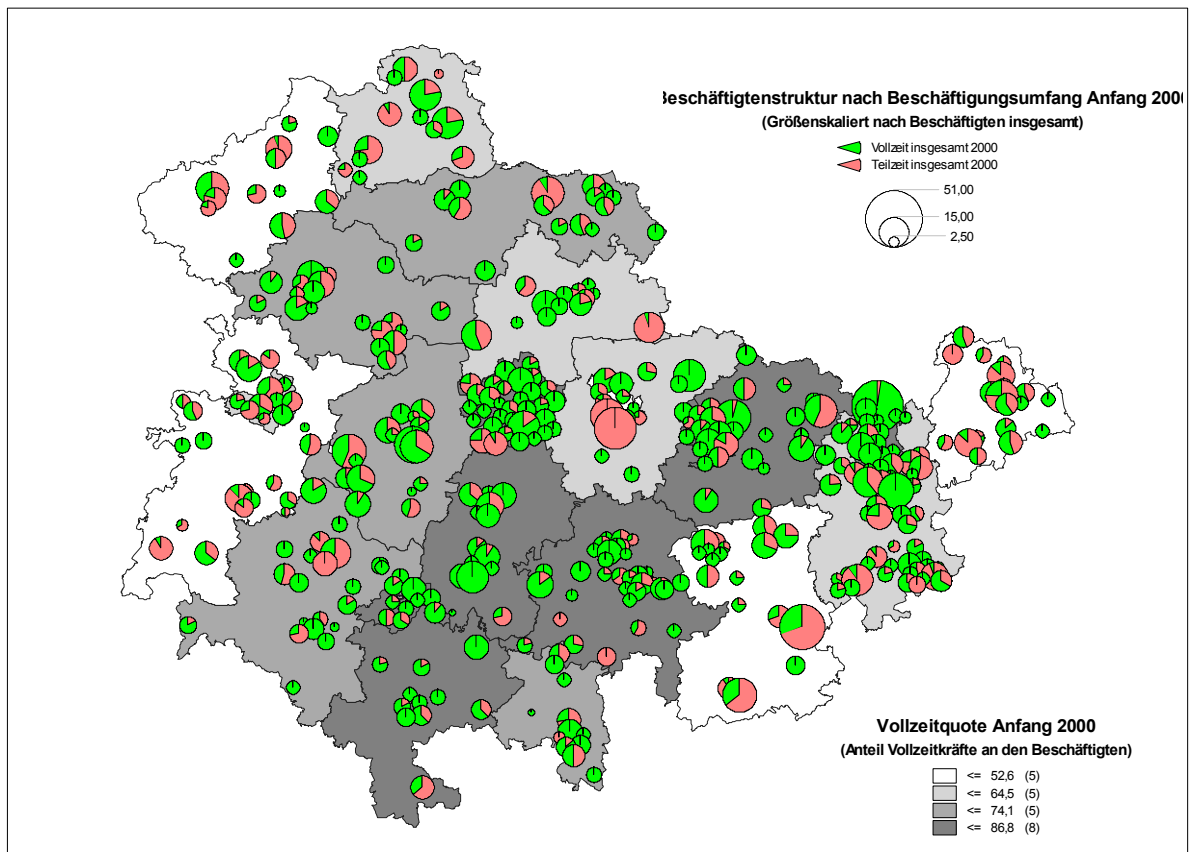 Beschäftigtenstruktur nach Beschäftigungsumfang Anfang 2000
(Größenskaliert nach Beschäftigten insgesamt)
Vollzeit insgesamt 2000
Teilzeit insgesamt 2000
51,00
15,00
2,50
Vollzeitquote Anfang 2000
(Anteil Vollzeitkräfte an den Beschäftigten)
<= 52,6 (5)
<= 64,5 (5)
<= 74,1 (5)
<= 86,8 (8)